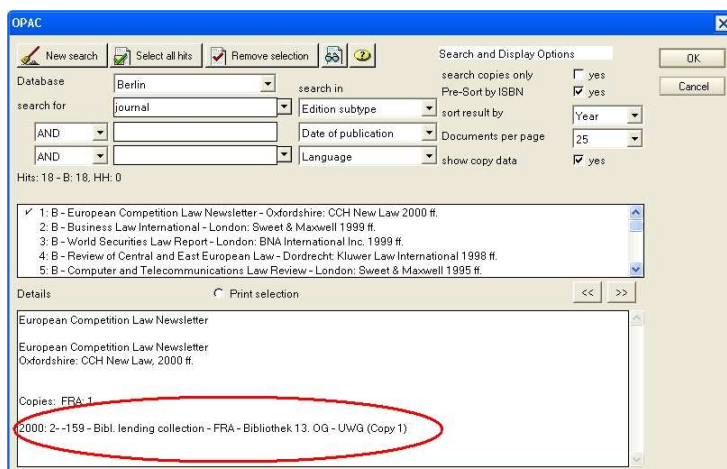 OPAC
New search Select all hits Remove selection Search and Display Options OK
Database Berlin search in search copies only yes Cancel
Pre-Sort by ISBN yes
search for journal Edition subtype sort result by Year
AND Date of publication Documents per page 25
AND Language show copy data yes
Hits: 18 - B: 18, HH: 0
1: B - European Competition Law Newsletter - Oxfordshire: CCH New Law 2000 ff.
2: B - Business Law International - London: Sweet & Maxwell 1999 ff.
3: B - World Securities Law Report - London: BNA International Inc. 1999 ff.
4: B - Review of Central and East European Law - Dordrecht: Kluwer Law International 1998 ff.
5: B - Computer and Telecommunications Law Review - London: Sweet & Maxwell 1995 ff.
Details Print selection << >>
European Competition Law Newsletter
European Competition Law Newsletter
Oxfordshire: CCH New Law, 2000 ff.
Copies: FRA: 1
2000: 2- -159 - Bibl. lending collection - FRA - Bibliothek 13. OG - UWG (Copy 1)